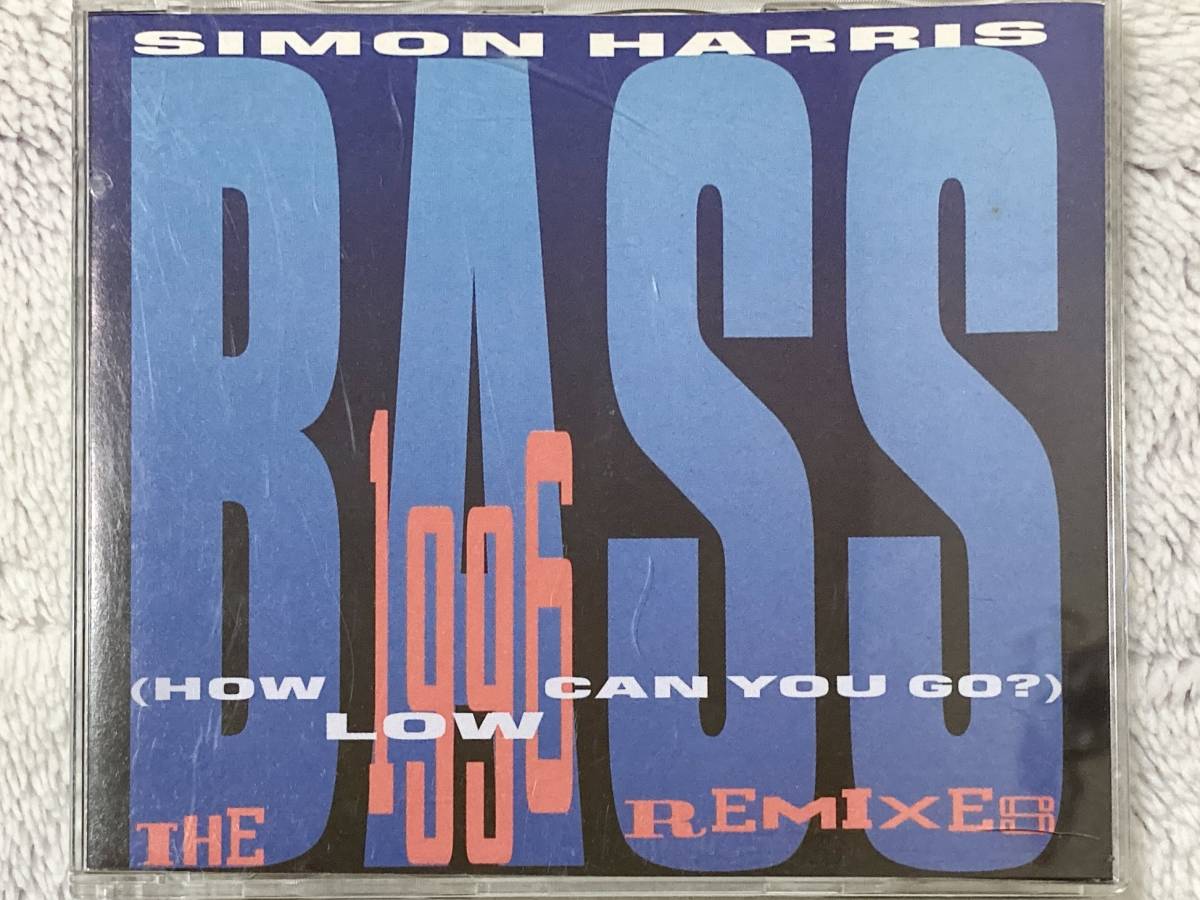 SIMON HARRIS
BASS
(HOW LOW CAN YOU GO?)
THE 1996 REMIXES